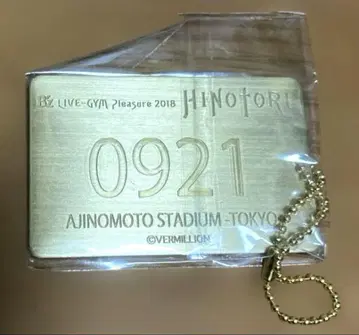 B'z LIVE-GYM Pleasure 2018 HINOTORI
0921
AJINOMOTO STADIUM -TOKYO
©VERMILLION